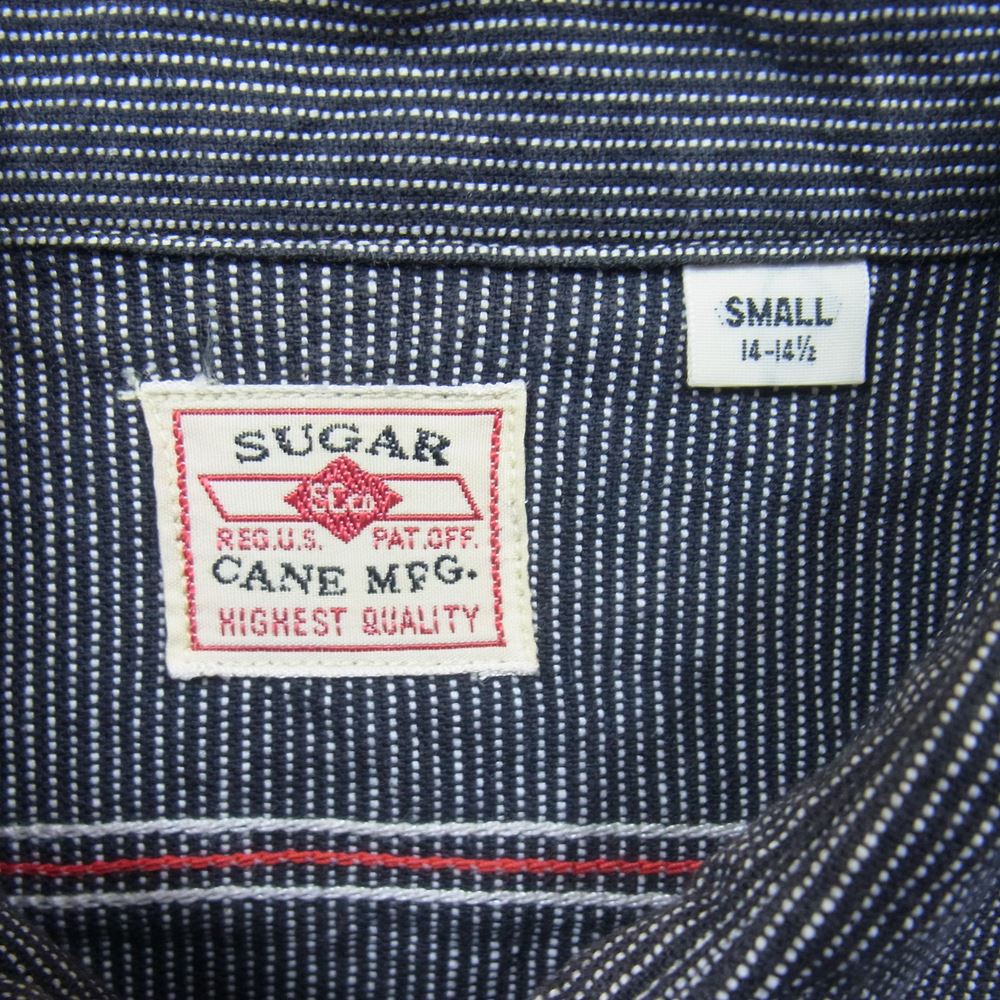 SMALL
14-14½
SUGAR
SCCo
REG.U.S. PAT.OFF.
CANE MFG.
HIGHEST QUALITY